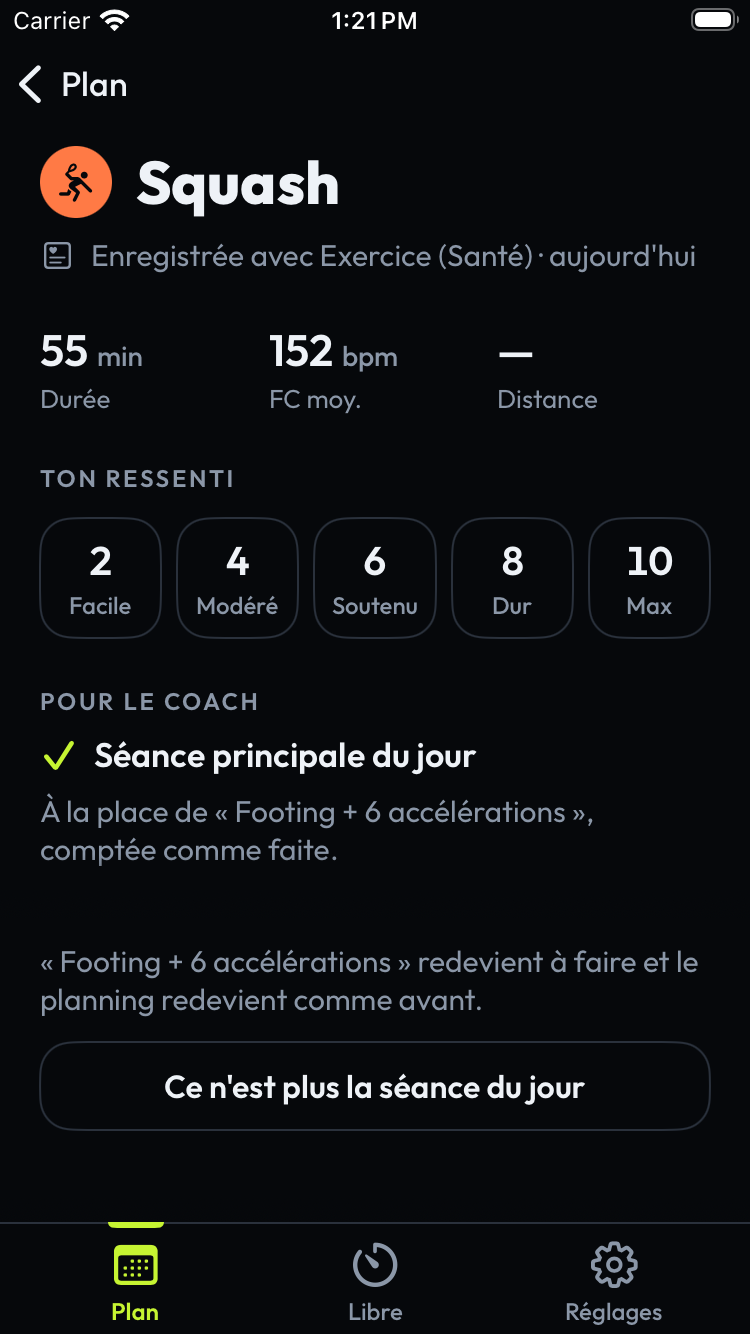 Carrier 1:21 PM
Plan
Squash
Enregistrée avec Exercice (Santé) · aujourd'hui
55 min 152 bpm —
Durée FC moy. Distance
TON RESSENTI
2 4 6 8 10
Facile Modéré Soutenu Dur Max
POUR LE COACH
Séance principale du jour
À la place de « Footing + 6 accélérations »,
comptée comme faite.
« Footing + 6 accélérations » redevient à faire et le
planning redevient comme avant.
Ce n'est plus la séance du jour
Plan Libre Réglages